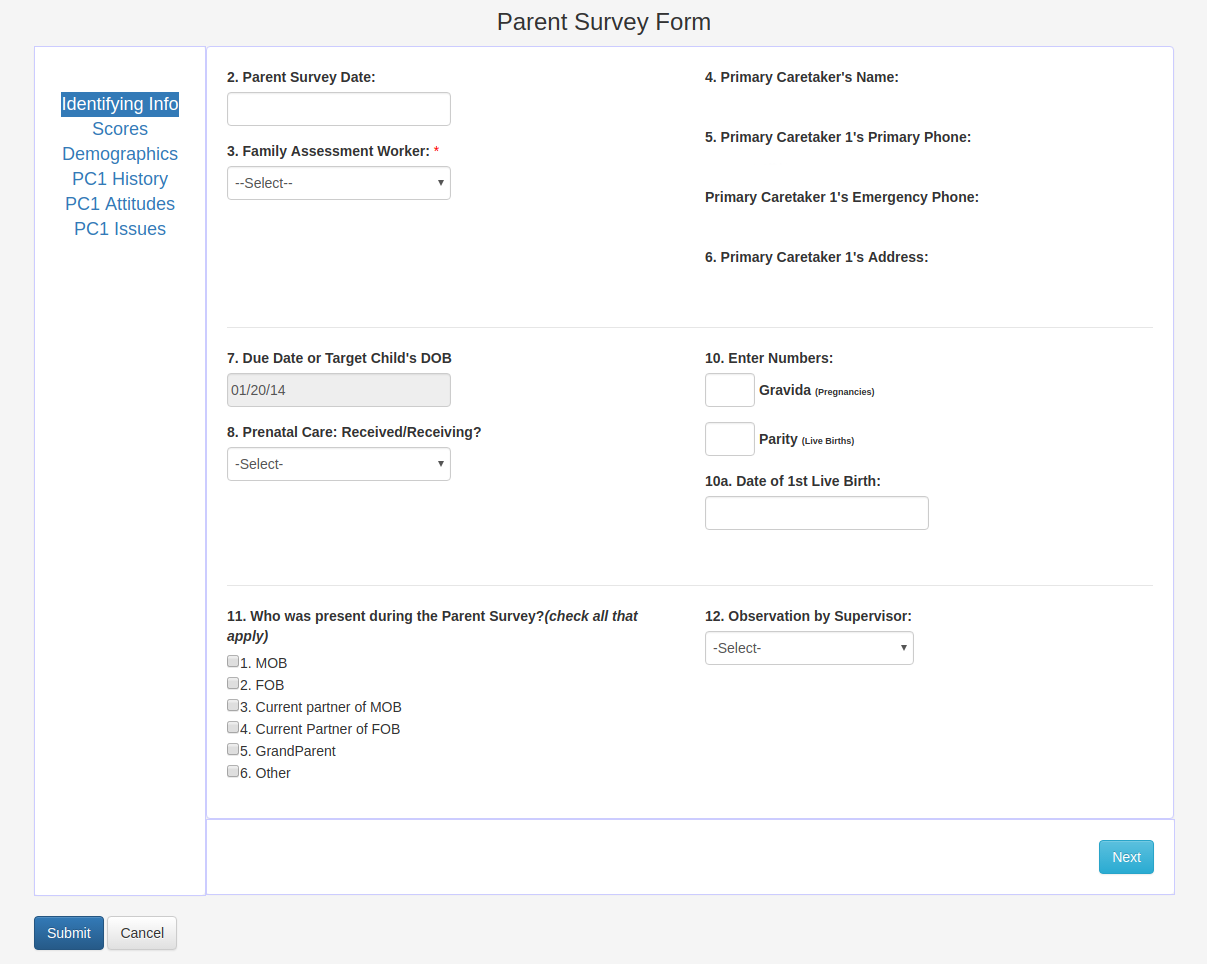 Parent Survey Form
Identifying Info
Scores
Demographics
PC1 History
PC1 Attitudes
PC1 Issues
2. Parent Survey Date:
3. Family Assessment Worker: *
--Select--
4. Primary Caretaker's Name:
5. Primary Caretaker 1's Primary Phone:
Primary Caretaker 1's Emergency Phone:
6. Primary Caretaker 1's Address:
7. Due Date or Target Child's DOB
01/20/14
8. Prenatal Care: Received/Receiving?
-Select-
10. Enter Numbers:
Gravida (Pregnancies)
Parity (Live Births)
10a. Date of 1st Live Birth:
11. Who was present during the Parent Survey?(check all that
apply)
1. MOB
2. FOB
3. Current partner of MOB
4. Current Partner of FOB
5. GrandParent
6. Other
12. Observation by Supervisor:
-Select-
Next
Submit
Cancel